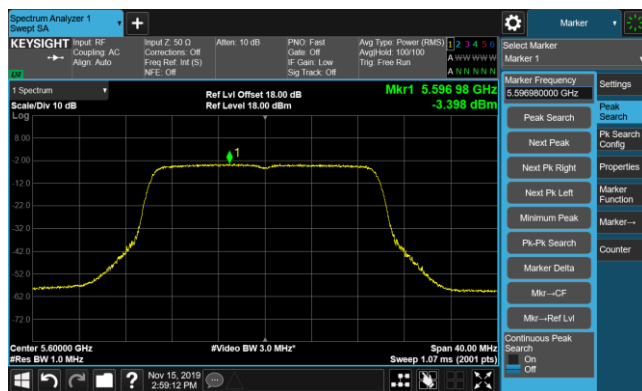 Spectrum Analyzer 1
Swept SA
Marker
KEYSIGHT
Input: RF
Coupling: AC
Align: Auto
Input Z: 50 Ω
Corrections: Off
Freq Ref: Int (S)
NFE: Off
Atten: 10 dB
PNO: Fast
Gate: Off
IF Gain: Low
Sig Track: Off
Avg Type: Power (RMS)
Avg|Hold: 100/100
Trig: Free Run
1 2 3 4 5 6
A W W W W W
A N N N N N
LXI
Select Marker
Marker 1
1 Spectrum
Scale/Div 10 dB
Ref Lvl Offset 18.00 dB
Ref Level 18.00 dBm
Mkr1 5.596 98 GHz
-3.398 dBm
Log
8.00
-2.00
-12.0
-22.0
-32.0
-42.0
-52.0
-62.0
-72.0
1
Center 5.60000 GHz
#Res BW 1.0 MHz
#Video BW 3.0 MHz*
Span 40.00 MHz
Sweep 1.07 ms (2001 pts)
Marker Frequency
5.596980000 GHz
Peak Search
Next Peak
Next Pk Right
Next Pk Left
Minimum Peak
Pk-Pk Search
Marker Delta
Mkr→CF
Mkr→Ref Lvl
Continuous Peak
Search
On
Off
Settings
Peak
Search
Pk Search
Config
Properties
Marker
Function
Marker→
Counter
Nov 15, 2019
2:59:12 PM